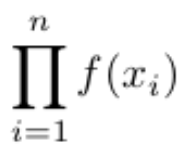 n
∏ f(x_i)
i=1